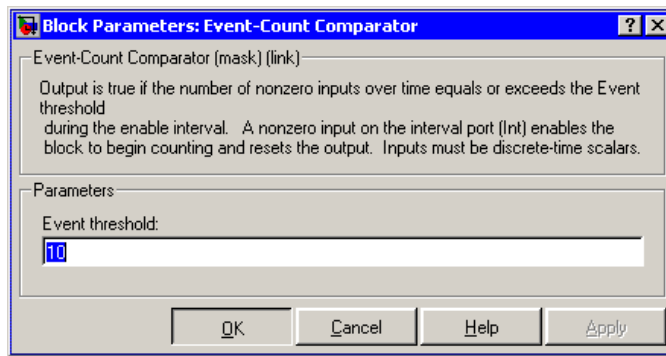 Block Parameters: Event-Count Comparator
Event-Count Comparator (mask) (link)
Output is true if the number of nonzero inputs over time equals or exceeds the Event
threshold
during the enable interval. A nonzero input on the interval port (Int) enables the
block to begin counting and resets the output. Inputs must be discrete-time scalars.
Parameters
Event threshold:
10
OK Cancel Help Apply